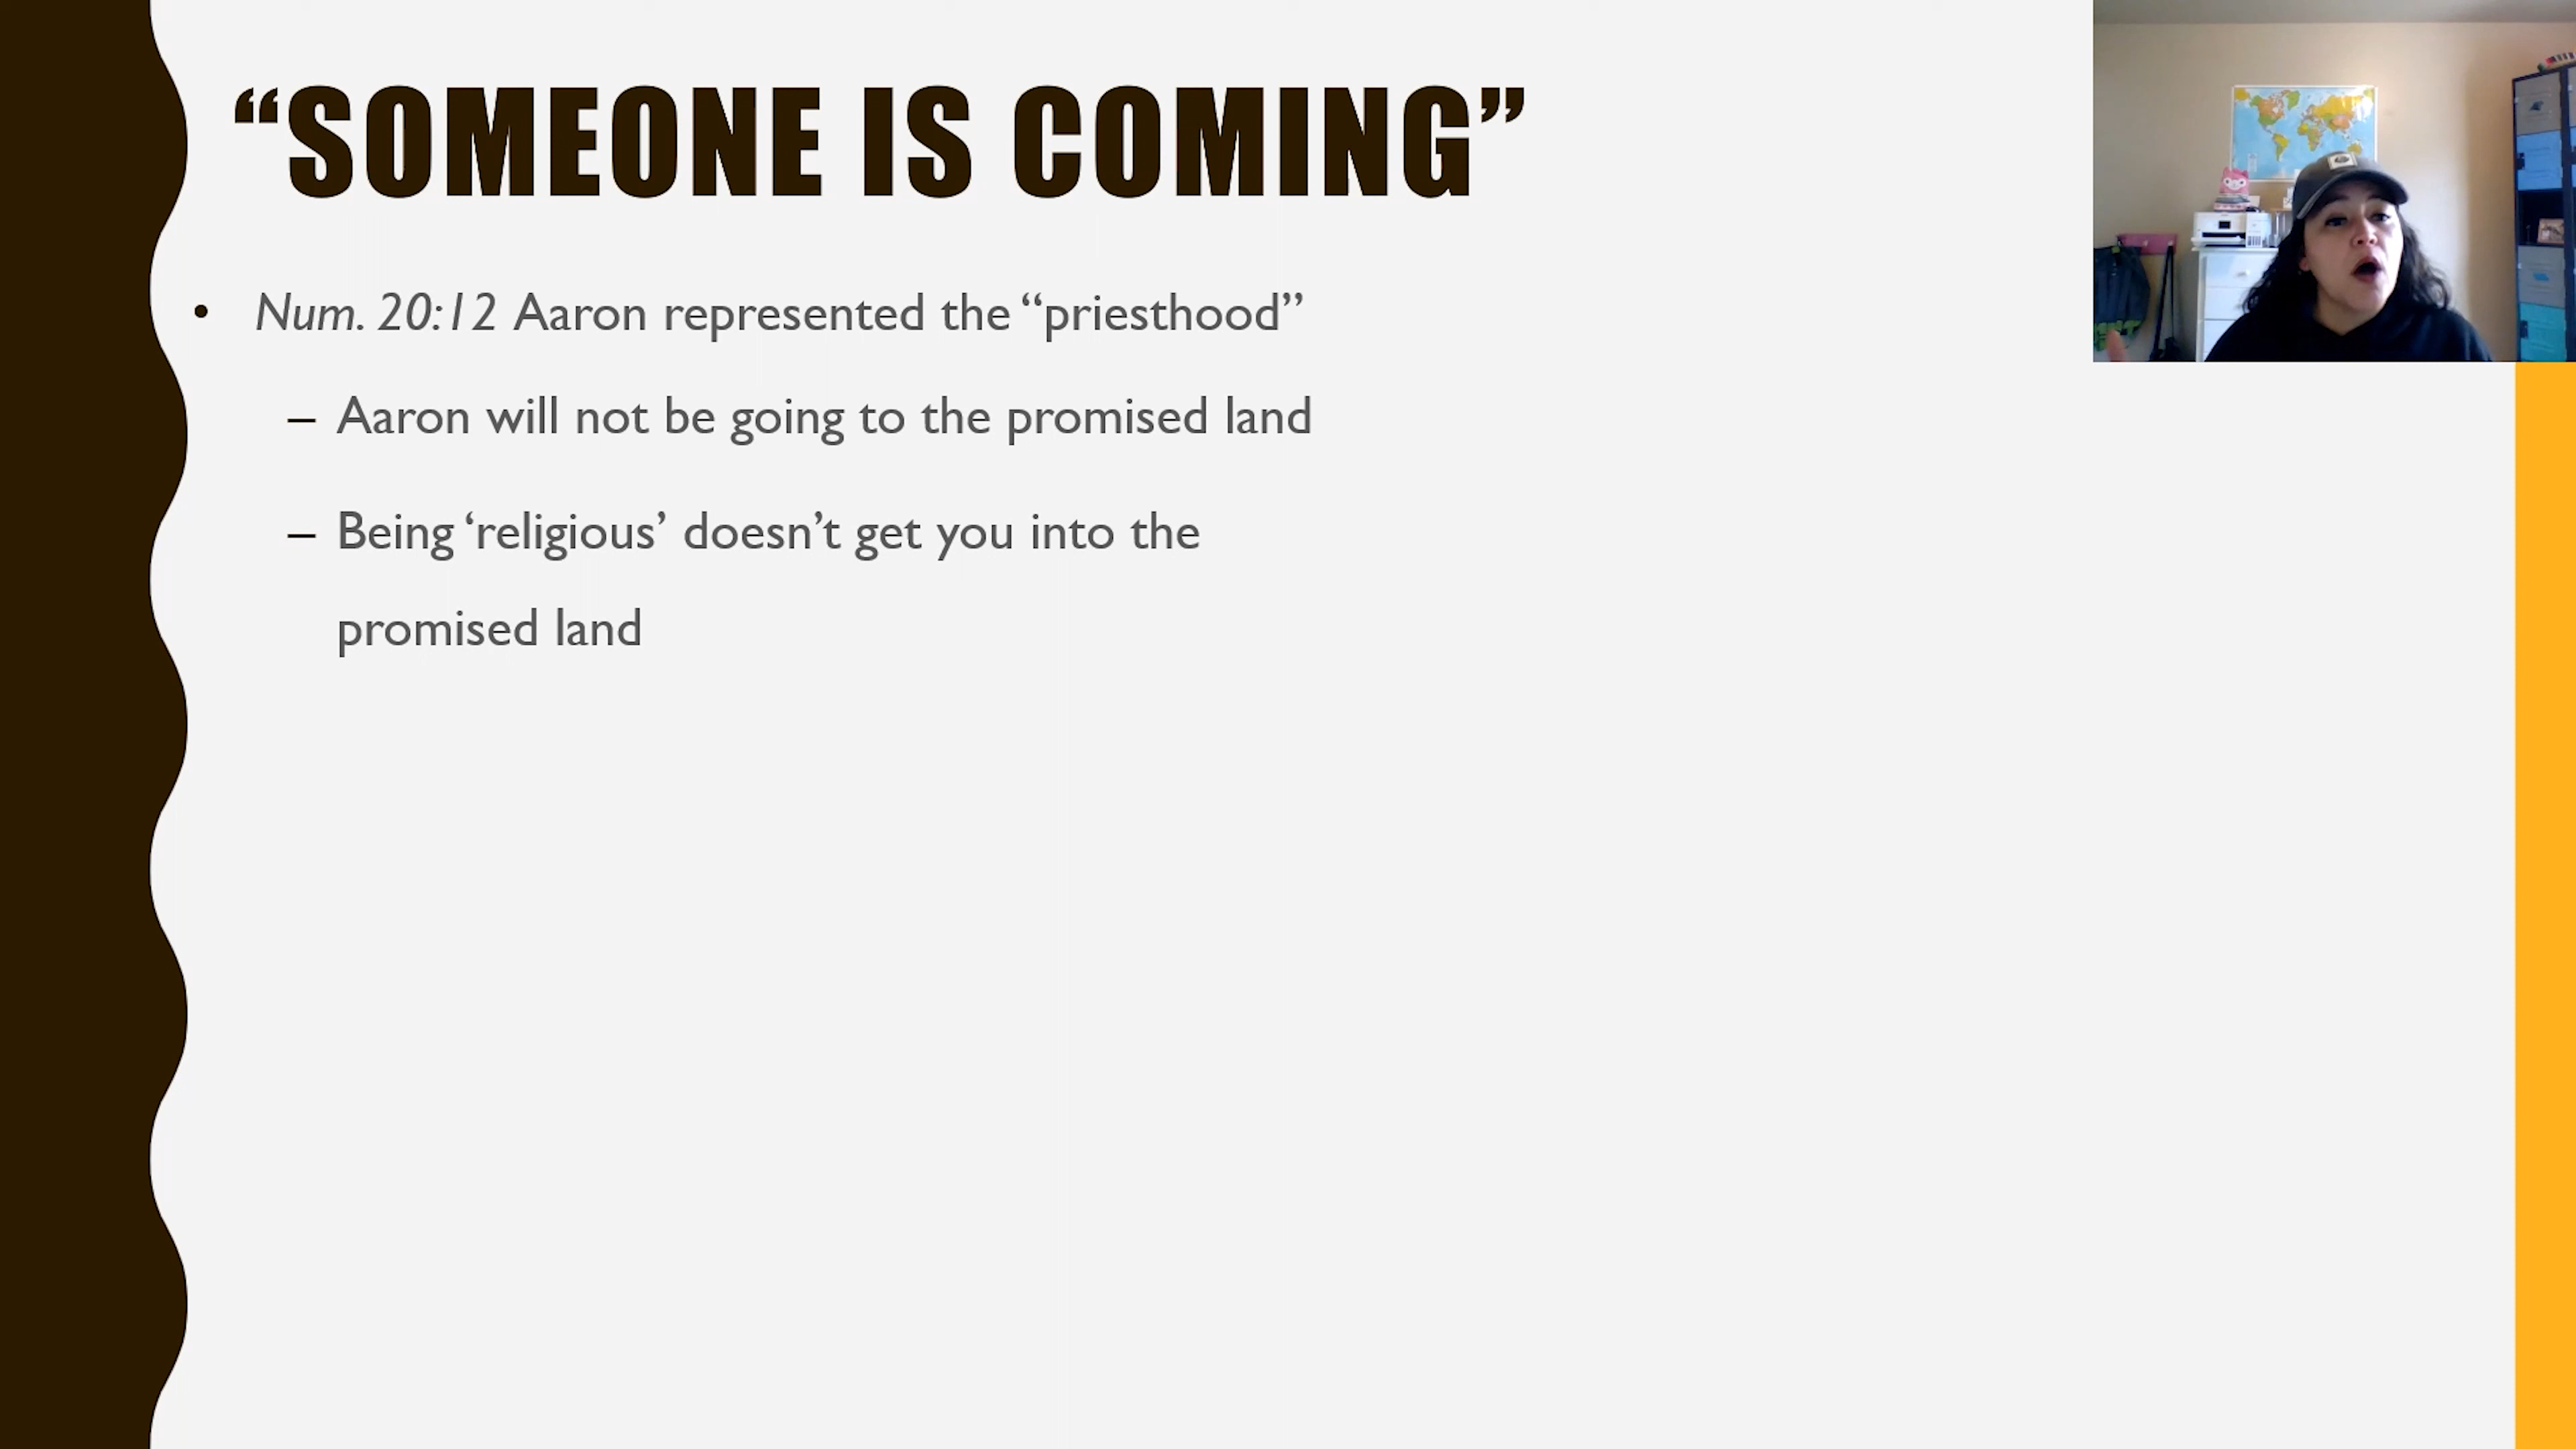 “SOMEONE IS COMING”
• Num. 20:12 Aaron represented the “priesthood”
– Aaron will not be going to the promised land
– Being ‘religious’ doesn’t get you into the
promised land